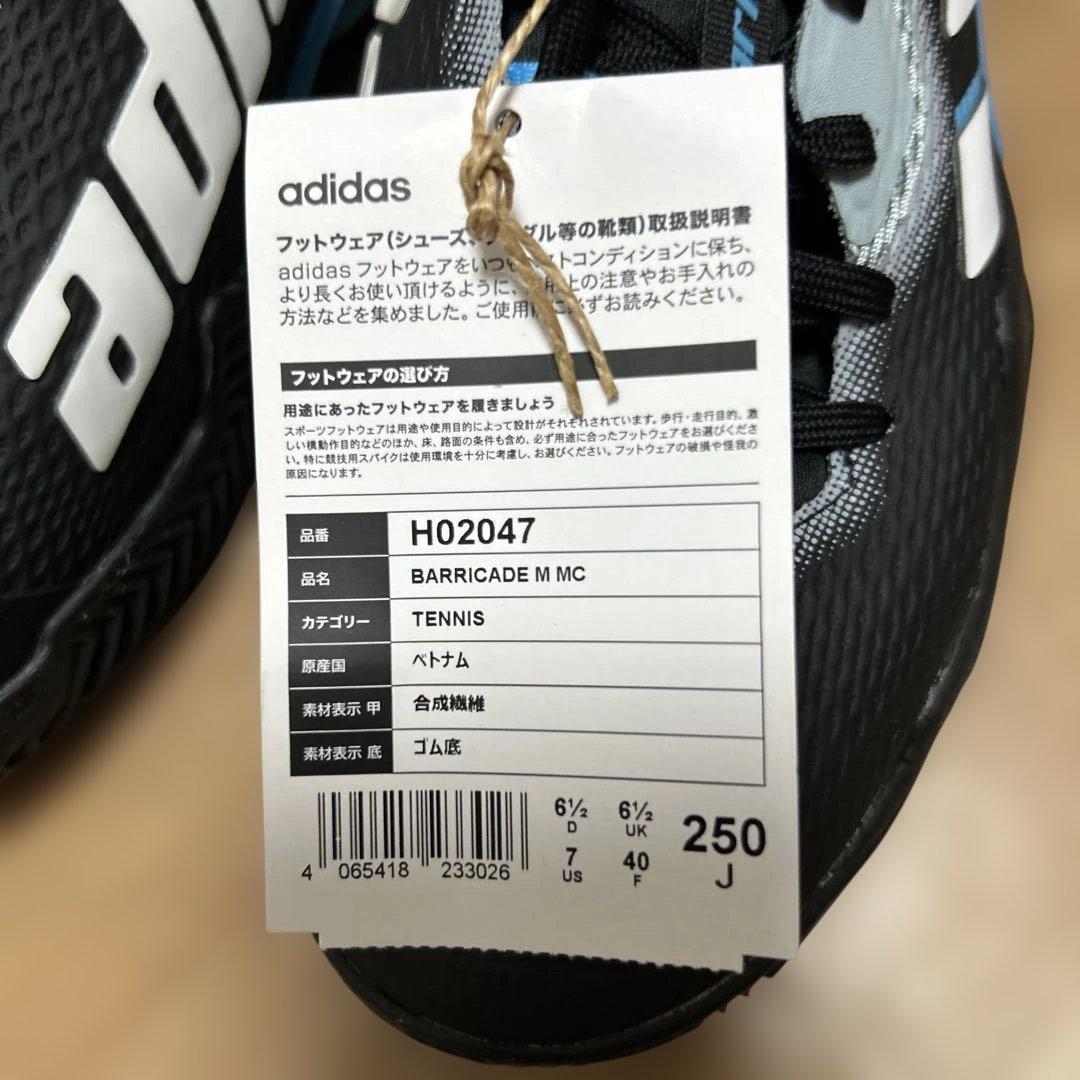 adi
adidas
フットウェア(シューズ、 ダル等の靴類)取扱説明書
adidas フットウェアをいつも ストコンディションに保ち、
より長くお使い頂けるように、 上の注意やお手入れの
方法などを集めました。ご使用前に必ずお読みください。
フットウェアの選び方
用途にあったフットウェアを履きましょう
スポーツフットウェアは用途や使用目的によって設計がそれぞれされています。歩行・走行目的、激
しい横動作目的などのほか、床、路面の条件も含め、必ず用途に合ったフットウェアをお選びくださ
い。特に競技用スパイクは使用環境を十分に考慮し、お選びください。フットウェアの破損や怪我の
原因になります。
品番 H02047
品名 BARRICADE M MC
カテゴリー TENNIS
原産国 ベトナム
素材表示 甲 合成繊維
素材表示 底 ゴム底
6½ D 6½ UK
7 US 40 F
250 J
4 065418 233026